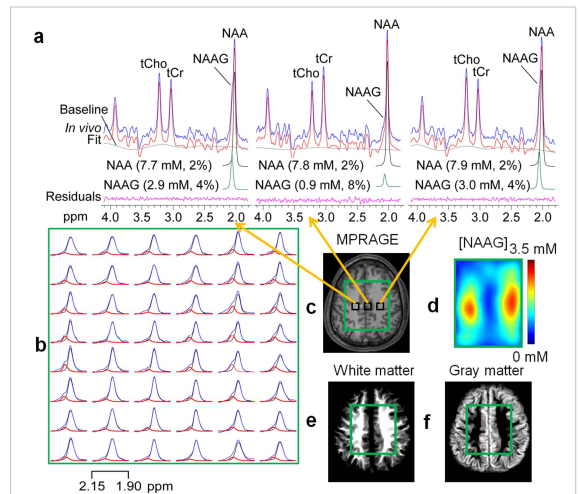 a
NAA
NAA
NAA
NAAG
NAAG
NAAG
tCho
tCr
tCho
tCr
tCho
tCr
Baseline
In vivo
Fit
NAA (7.7 mM, 2%)
NAA (7.8 mM, 2%)
NAA (7.9 mM, 2%)
NAAG (2.9 mM, 4%)
NAAG (0.9 mM, 8%)
NAAG (3.0 mM, 4%)
Residuals
ppm 4.0 3.5 3.0 2.5 2.0
4.0 3.5 3.0 2.5 2.0
4.0 3.5 3.0 2.5 2.0
b
MPRAGE
c
[NAAG]
3.5 mM
0 mM
d
White matter
e
Gray matter
f
2.15 1.90 ppm